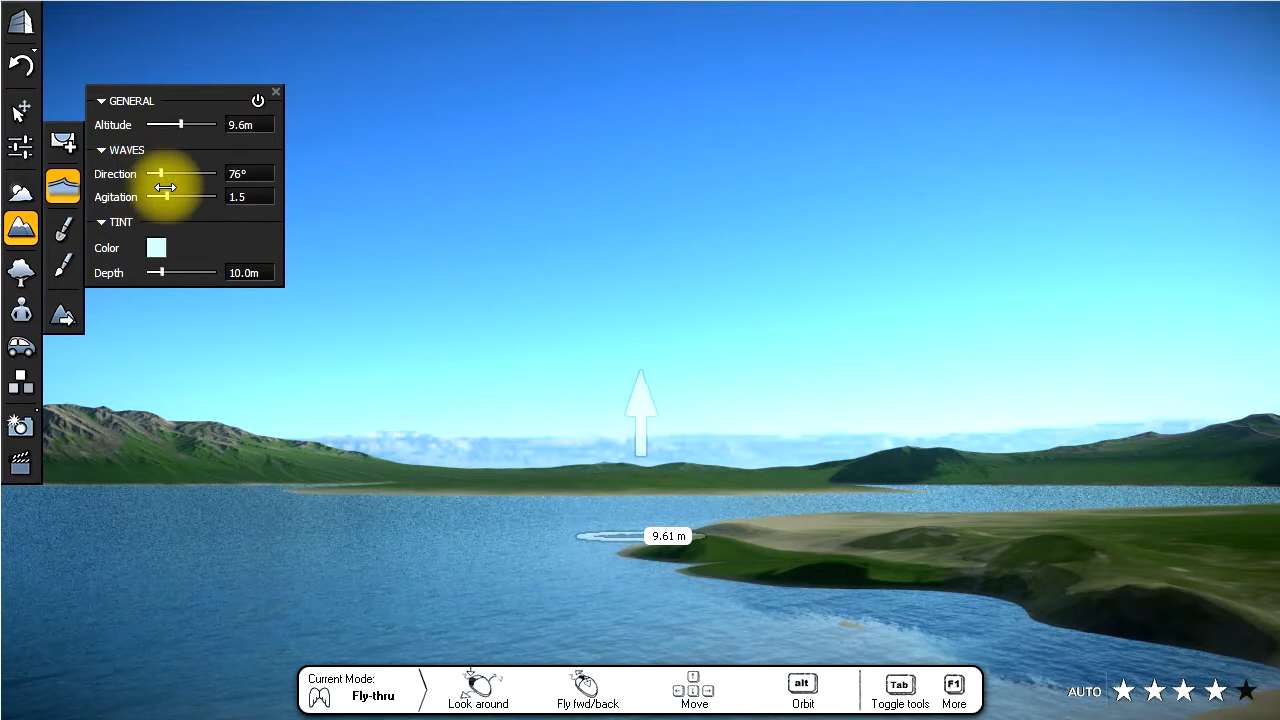 GENERAL
Altitude 9.6m
WAVES
Direction 76°
Agitation 1.5
TINT
Color
Depth 10.0m
9.61 m
Current Mode:
Fly-thru
Look around
Fly fwd/back
Move
alt
Orbit
Tab
Toggle tools
F1
More
AUTO